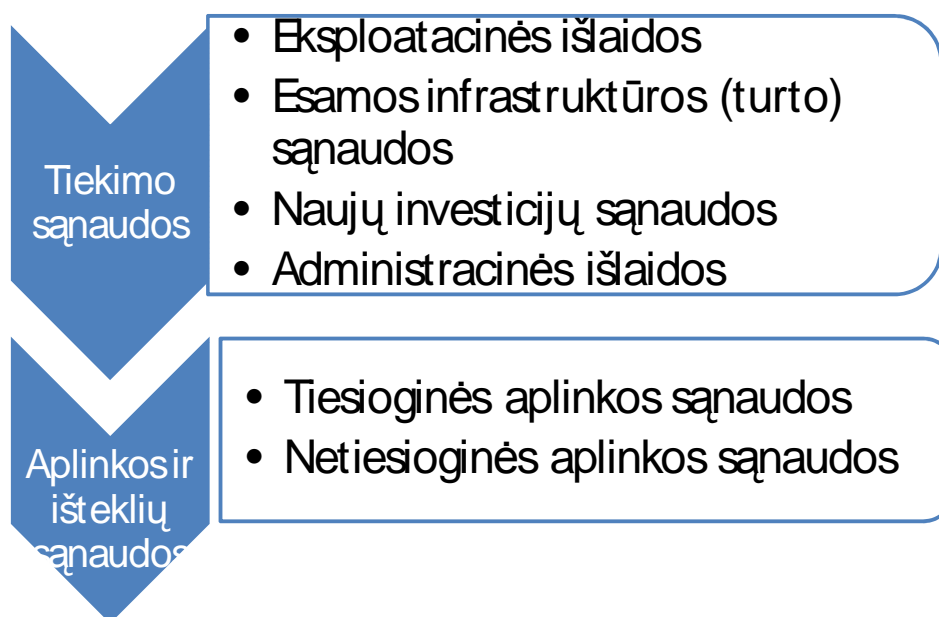 Tiekimo
sąnaudos
• Eksploatacinės išlaidos
• Esamos infrastruktūros (turto)
sąnaudos
• Naujų investicijų sąnaudos
• Administracinės išlaidos
Aplinkos ir
išteklių
sąnaudos
• Tiesioginės aplinkos sąnaudos
• Netiesioginės aplinkos sąnaudos